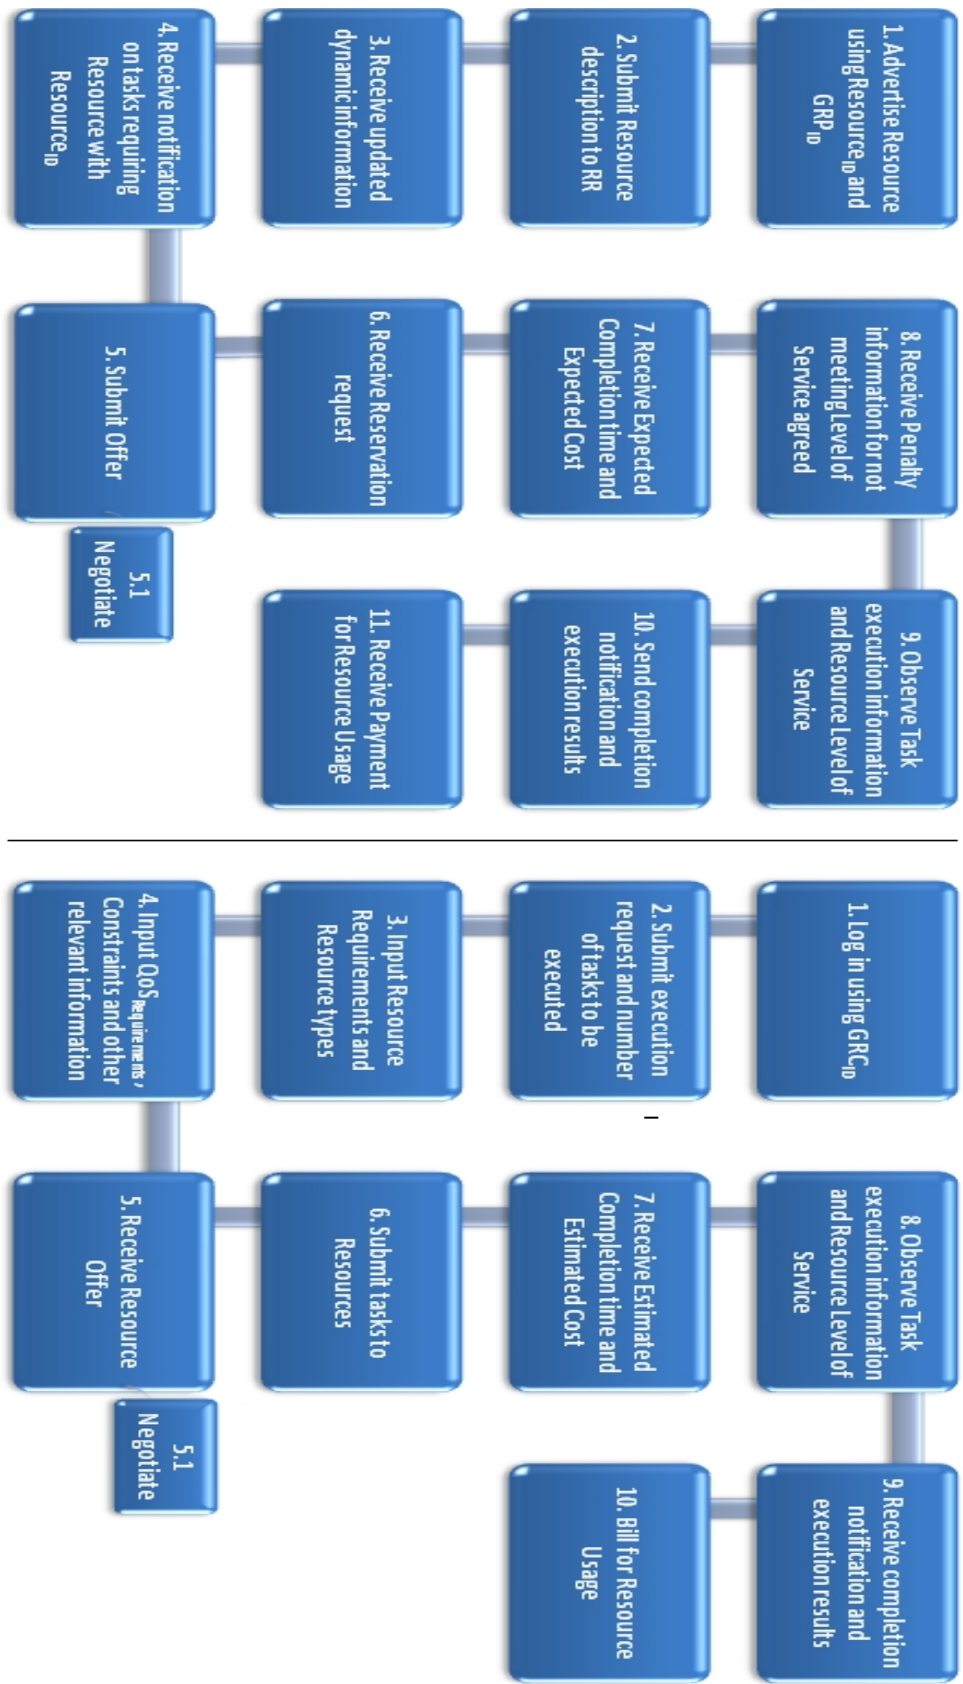 1. Advertise Resource
using Resource_ID and
GRP_ID
2. Submit Resource
description to RR
3. Receive updated
dynamic information
4. Receive notification
on tasks requiring
Resource with
Resource_ID
5. Submit Offer
5.1
Negotiate
6. Receive Reservation
request
7. Receive Expected
Completion time and
Expected Cost
8. Receive Penalty
information for not
meeting Level of
Service agreed
9. Observe Task
execution information
and Resource Level of
Service
10. Send completion
notification and
execution results
11. Receive Payment
for Resource Usage
1. Log in using GRC_ID
2. Submit execution
request and number
of tasks to be
executed
3. Input Resource
Requirements and
Resource types
4. Input QoS_Requirements,
Constraints and other
relevant information
5. Receive Resource
Offer
5.1
Negotiate
6. Submit tasks to
Resources
7. Receive Estimated
Completion time and
Estimated Cost
8. Observe Task
execution information
and Resource Level of
Service
9. Receive completion
notification and
execution results
10. Bill for Resource
Usage